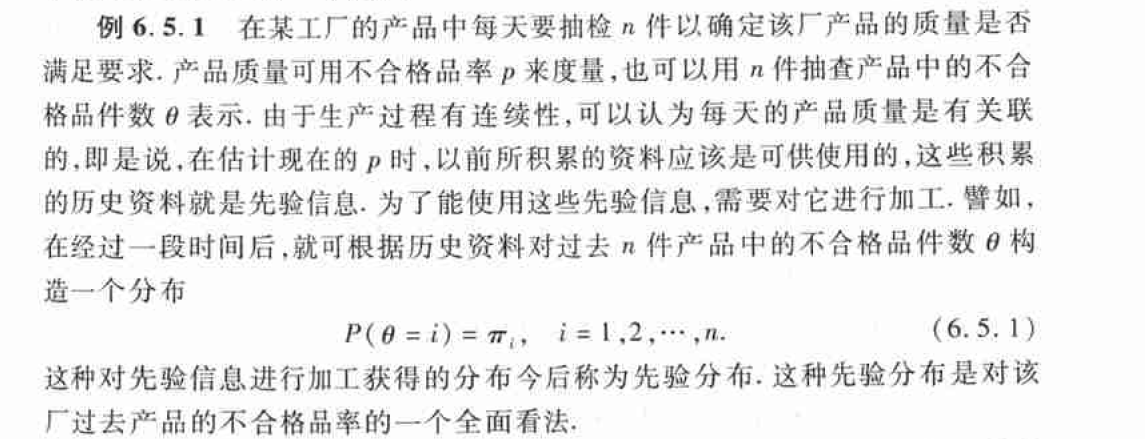 例 6.5.1 在某工厂的产品中每天要抽检 n 件以确定该厂产品的质量是否
满足要求. 产品质量可用不合格品率 p 来度量,也可以用 n 件抽查产品中的不合
格品件数 θ 表示. 由于生产过程有连续性,可以认为每天的产品质量是有关联
的,即是说,在估计现在的 p 时,以前所积累的资料应该是可供使用的,这些积累
的历史资料就是先验信息. 为了能使用这些先验信息,需要对它进行加工. 譬如,
在经过一段时间后,就可根据历史资料对过去 n 件产品中的不合格品件数 θ 构
造一个分布
P(θ = i) = πᵢ, i = 1,2,⋯,n. (6.5.1)
这种对先验信息进行加工获得的分布今后称为先验分布. 这种先验分布是对该
厂过去产品的不合格品率的一个全面看法.